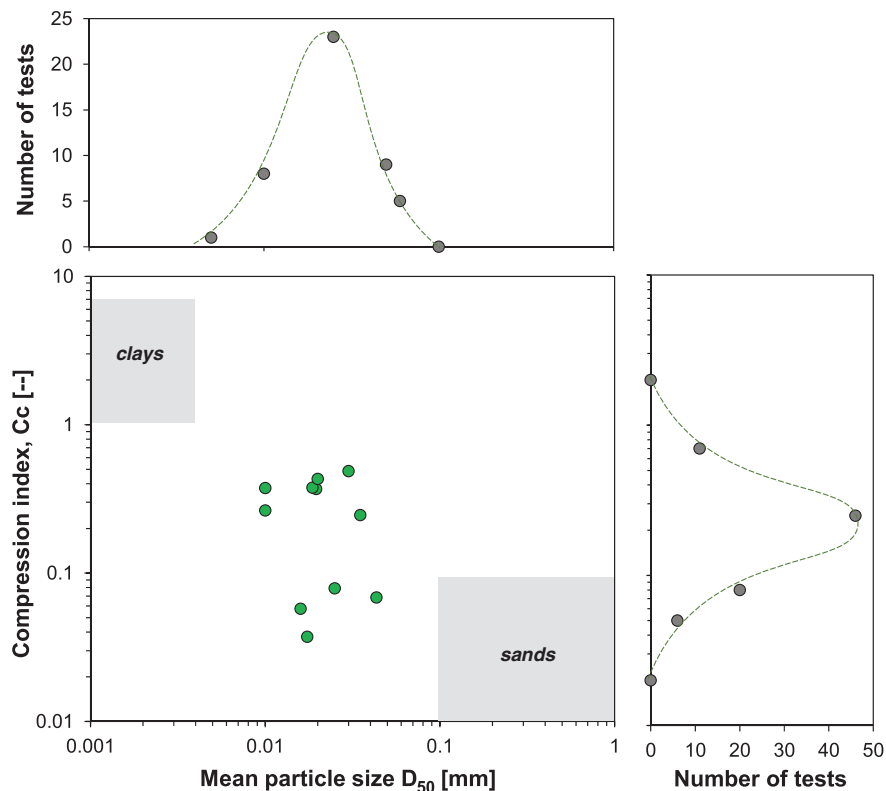 25
20
15
10
5
0
Number of tests
10
1
0.1
0.01
Compression index, Cc [--]
clays
sands
0.001
0.01
0.1
1
Mean particle size D50 [mm]
0 10 20 30 40 50
Number of tests